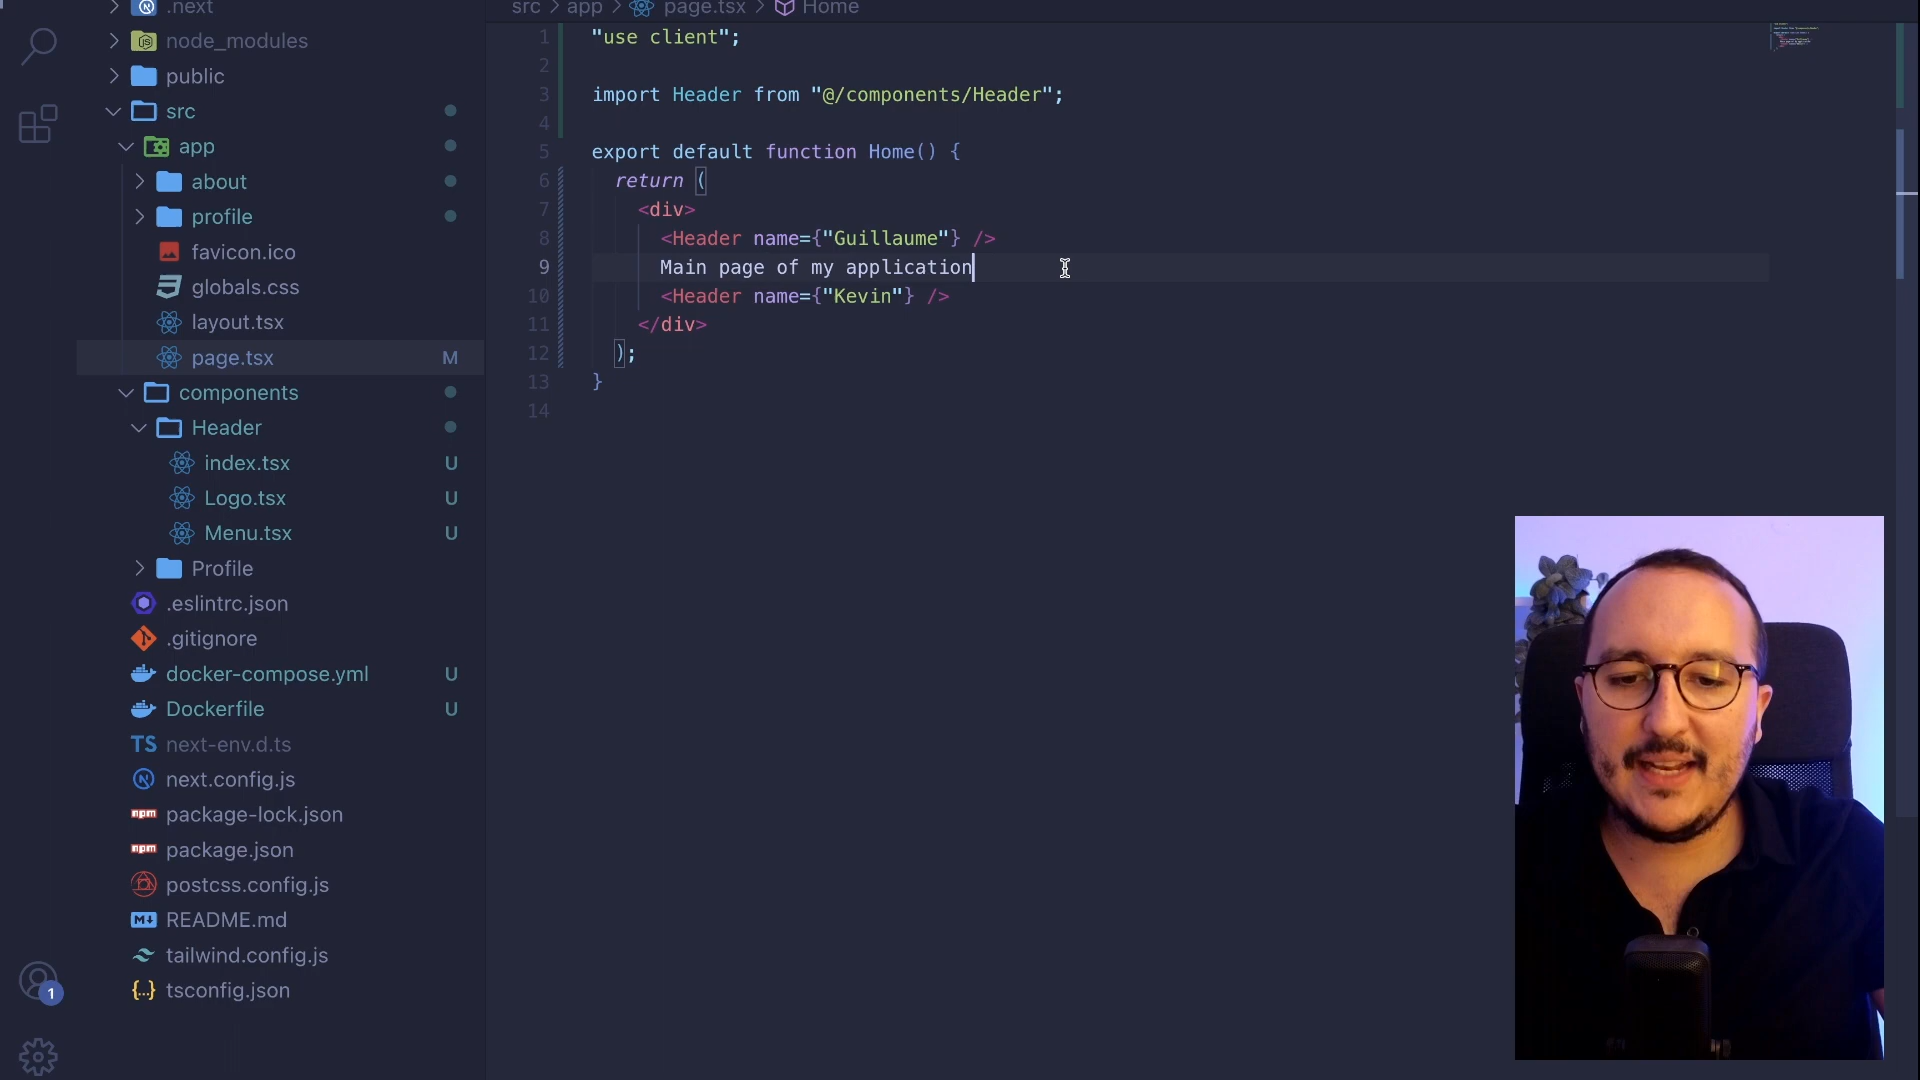 .next
node_modules
public
src
app
about
profile
favicon.ico
globals.css
layout.tsx
page.tsx M
components
Header
index.tsx U
Logo.tsx U
Menu.tsx U
Profile
.eslintrc.json
.gitignore
docker-compose.yml U
Dockerfile U
TS next-env.d.ts
next.config.js
npm package-lock.json
npm package.json
postcss.config.js
M README.md
tailwind.config.js
{..} tsconfig.json
1
src > app > page.tsx > Home
1 "use client";
2
3 import Header from "@/components/Header";
4
5 export default function Home() {
6 return (
7 <div>
8 <Header name={"Guillaume"} />
9 Main page of my application
10 <Header name={"Kevin"} />
11 </div>
12 );
13 }
14